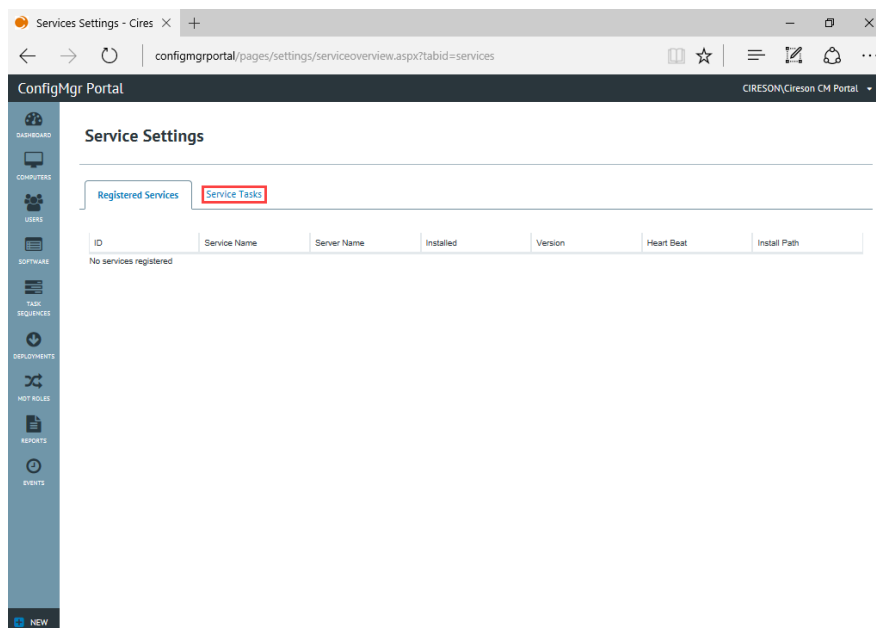 Services Settings - Cires
configmgrportal/pages/settings/serviceoverview.aspx?tabid=services
ConfigMgr Portal
CIRESON\Cireson CM Portal
DASHBOARD
COMPUTERS
USERS
SOFTWARE
TASK
SEQUENCES
DEPLOYMENTS
MDT ROLES
REPORTS
EVENTS
NEW
Service Settings
Registered Services
Service Tasks
ID
Service Name
Server Name
Installed
Version
Heart Beat
Install Path
No services registered